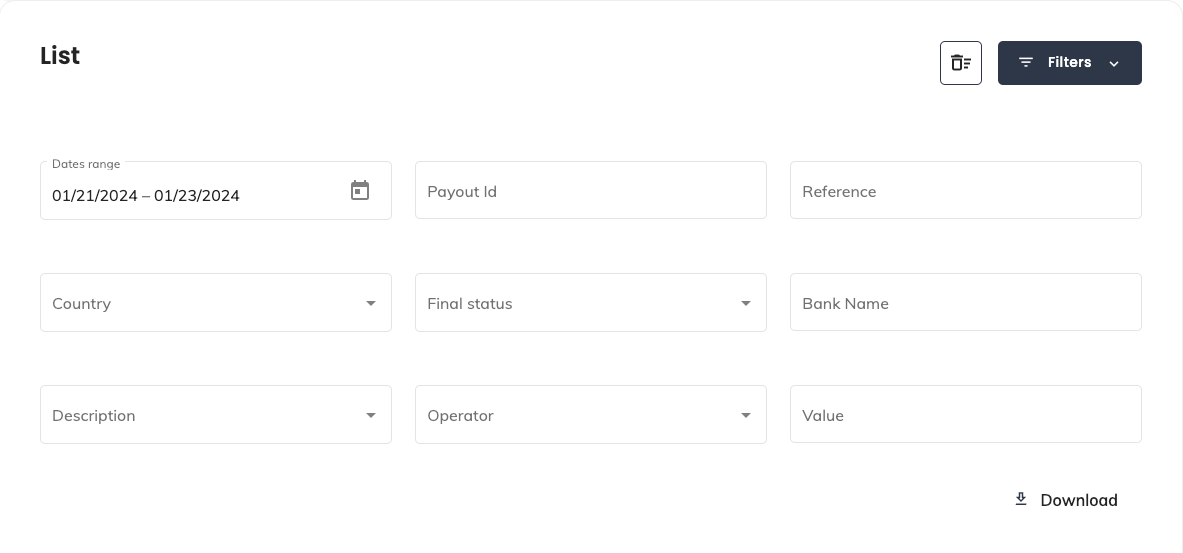 List
Filters
Dates range
01/21/2024 – 01/23/2024
Payout Id
Reference
Country
Final status
Bank Name
Description
Operator
Value
Download